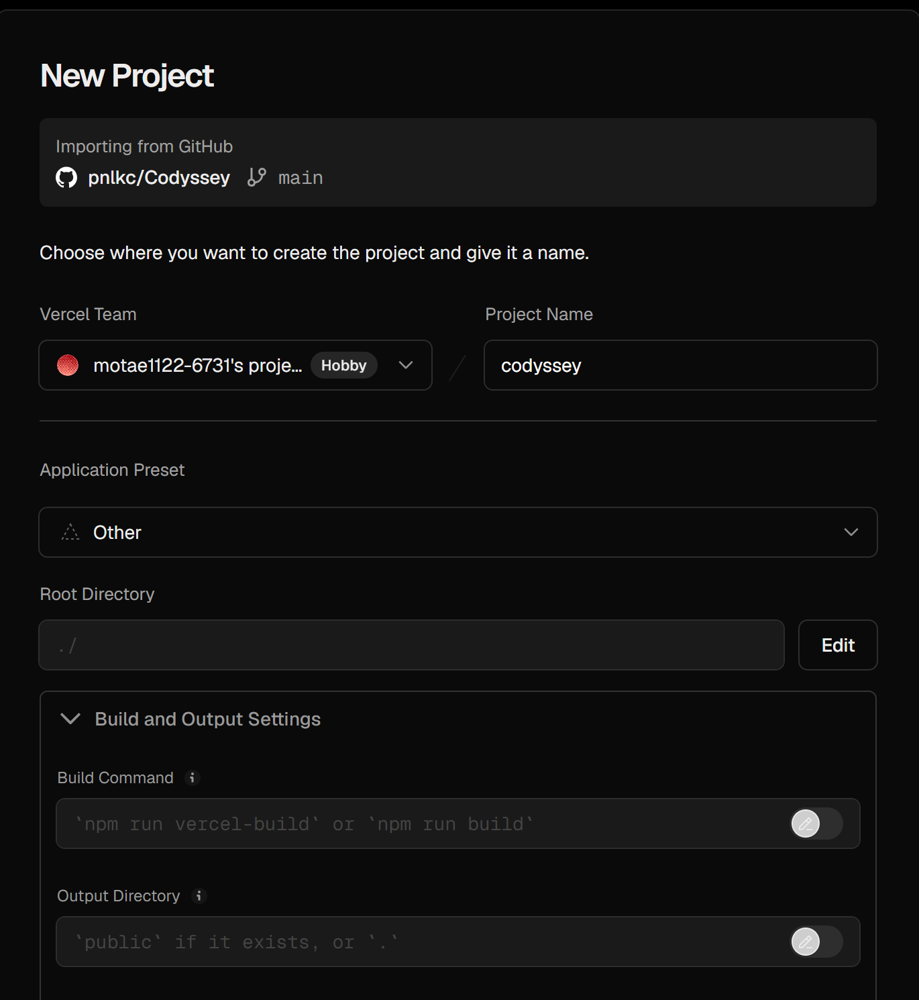 New Project
Importing from GitHub
pnlkc/Codyssey main
Choose where you want to create the project and give it a name.
Vercel Team
Project Name
motae1122-6731's proje... Hobby
/
codyssey
Application Preset
Other
Root Directory
./
Edit
Build and Output Settings
Build Command
`npm run vercel-build` or `npm run build`
Output Directory
`public` if it exists, or `.`